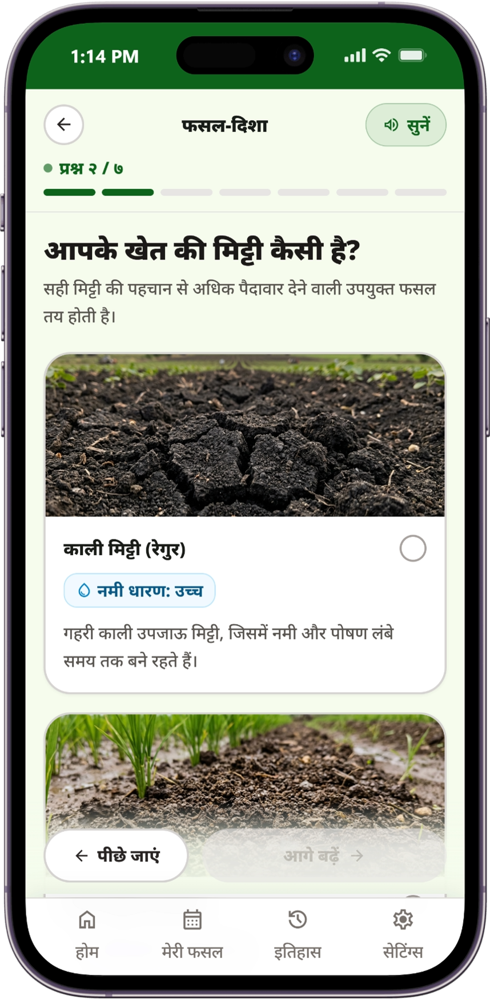 1:14 PM
फसल-दिशा
सुनें
प्रश्न २ / ७
आपके खेत की मिट्टी कैसी है?
सही मिट्टी की पहचान से अधिक पैदावार देने वाली उपयुक्त फसल
तय होती है।
काली मिट्टी (रेगुर)
नमी धारण: उच्च
गहरी काली उपजाऊ मिट्टी, जिसमें नमी और पोषण लंबे
समय तक बने रहते हैं।
पीछे जाएं
आगे बढ़ें
होम
मेरी फसल
इतिहास
सेटिंग्स